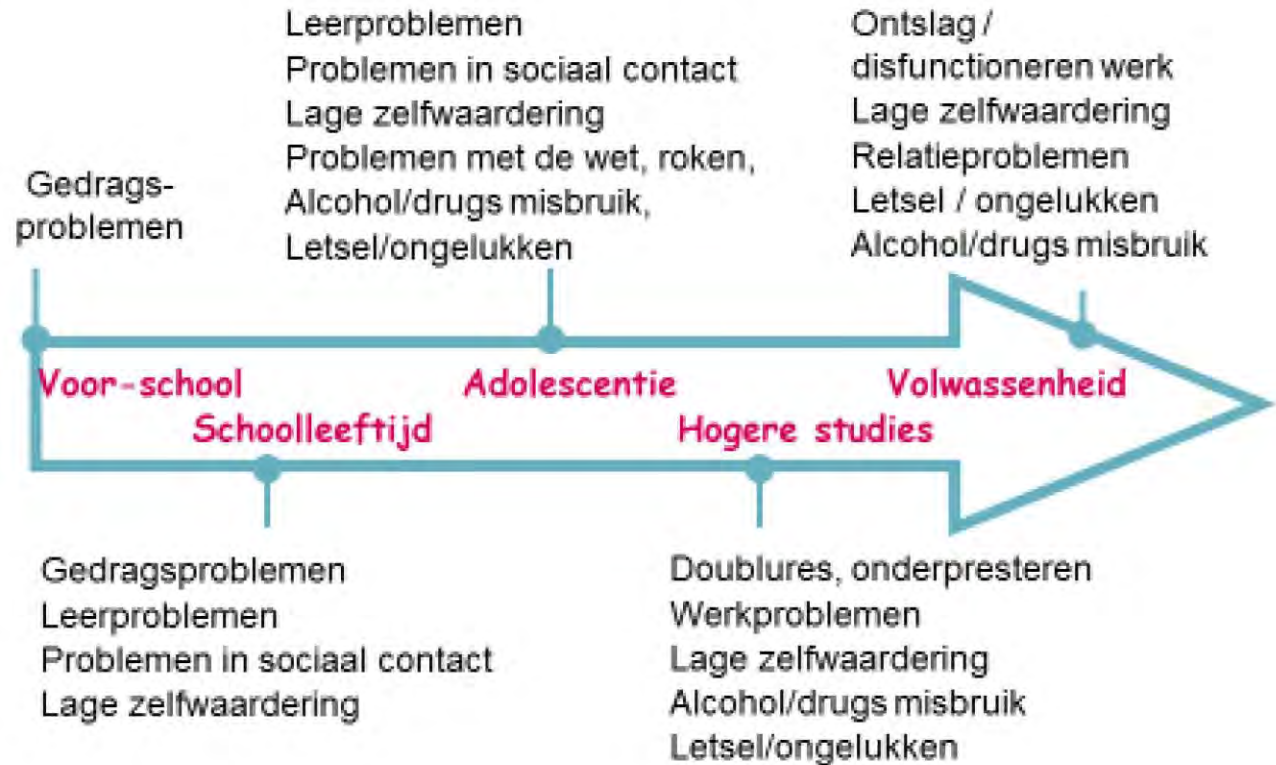 Gedrags-
problemen
Leerproblemen
Problemen in sociaal contact
Lage zelfwaardering
Problemen met de wet, roken,
Alcohol/drugs misbruik,
Letsel/ongelukken
Ontslag /
disfunctioneren werk
Lage zelfwaardering
Relatieproblemen
Letsel / ongelukken
Alcohol/drugs misbruik
Voor-school
Schoolleeftijd
Adolescentie
Hogere studies
Volwassenheid
Gedragsproblemen
Leerproblemen
Problemen in sociaal contact
Lage zelfwaardering
Doublures, onderpresteren
Werkproblemen
Lage zelfwaardering
Alcohol/drugs misbruik
Letsel/ongelukken